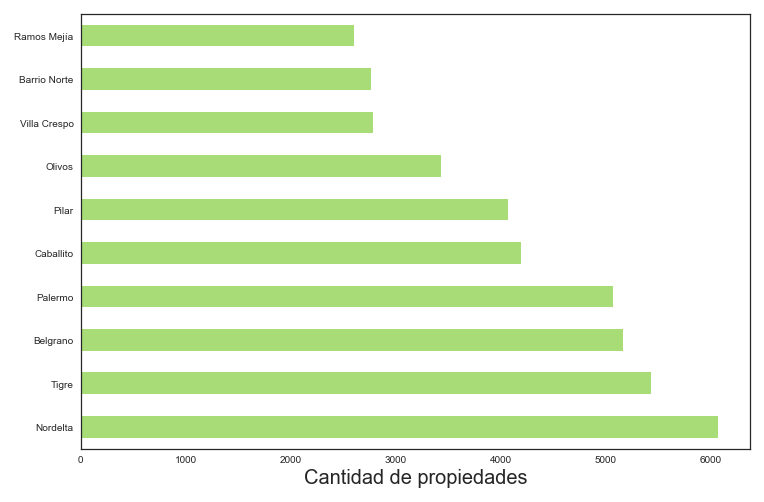 Ramos Mejía
Barrio Norte
Villa Crespo
Olivos
Pilar
Caballito
Palermo
Belgrano
Tigre
Nordelta
0 1000 2000 3000 4000 5000 6000
Cantidad de propiedades